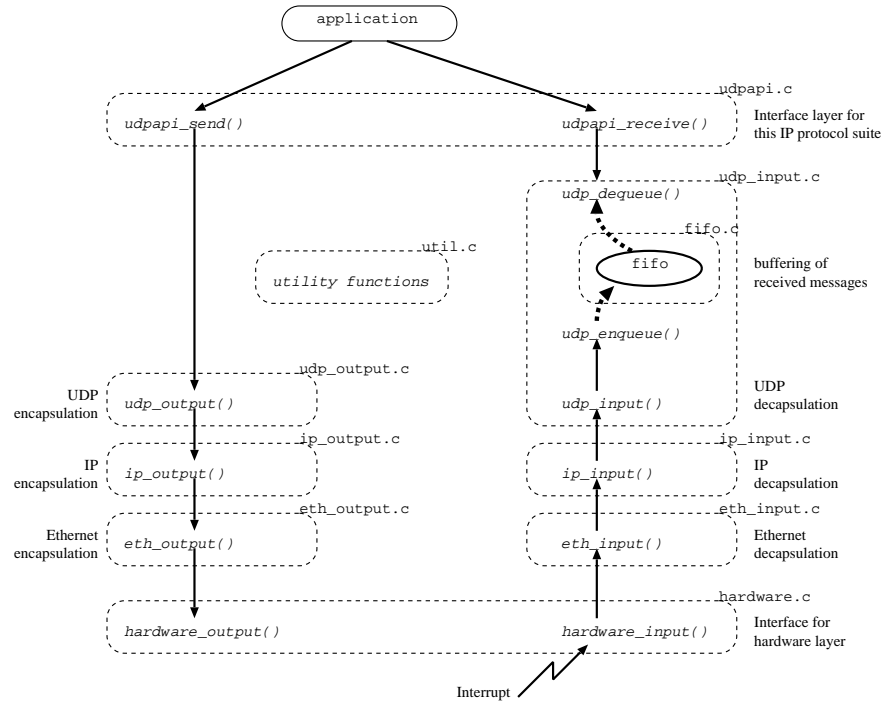 application
udpapi.c
udpapi_send()
udpapi_receive()
Interface layer for
this IP protocol suite
udp_input.c
udp_dequeue()
fifo.c
fifo
util.c
utility functions
buffering of
received messages
udp_enqueue()
udp_output.c
UDP
encapsulation
udp_output()
udp_input()
UDP
decapsulation
ip_output.c
ip_input.c
IP
encapsulation
ip_output()
ip_input()
IP
decapsulation
eth_output.c
eth_input.c
Ethernet
encapsulation
eth_output()
eth_input()
Ethernet
decapsulation
hardware.c
hardware_output()
hardware_input()
Interface for
hardware layer
Interrupt